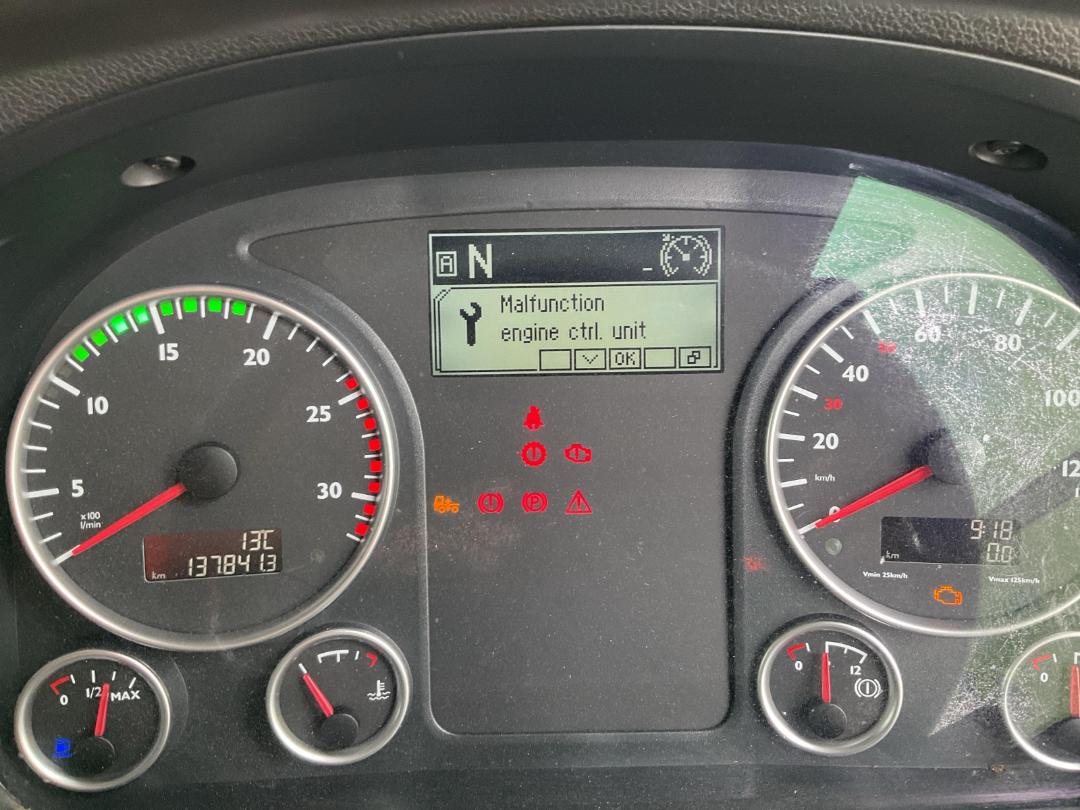 A N
Malfunction
engine ctrl. unit
OK
5
10
15
20
25
30
x100
l/min
13C
km 137841.3
P
0
20
30
40
60
80
100
km/h
9:18
km 0.0
Vmin 25km/h
Vmax 125km/h
0
1/2
MAX
0
12
0